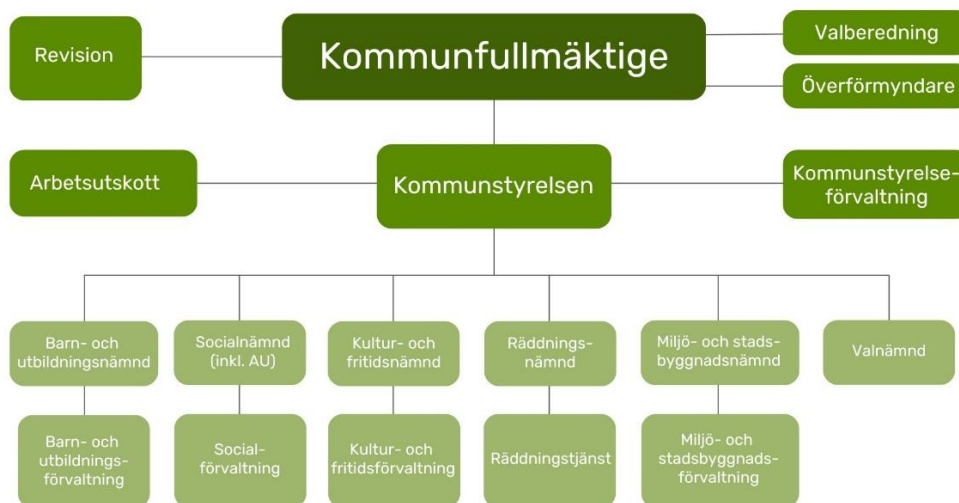 Revision
Kommunfullmäktige
Valberedning
Överförmyndare
Arbetsutskott
Kommunstyrelsen
Kommunstyrelse-
förvaltning
Barn- och
utbildningsnämnd
Socialnämnd
(inkl. AU)
Kultur- och
fritidsnämnd
Räddnings-
nämnd
Miljö- och stads-
byggnadsnämnd
Valnämnd
Barn- och
utbildnings-
förvaltning
Social-
förvaltning
Kultur- och
fritidsförvaltning
Räddningstjänst
Miljö- och
stadsbyggnads-
förvaltning